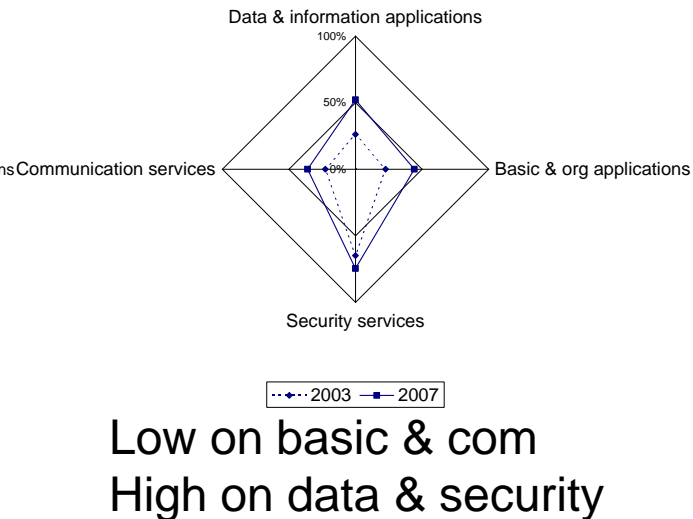 Data & information applications
100%
50%
ns Communication services
0%
Basic & org applications
Security services
2003 2007
Low on basic & com
High on data & security